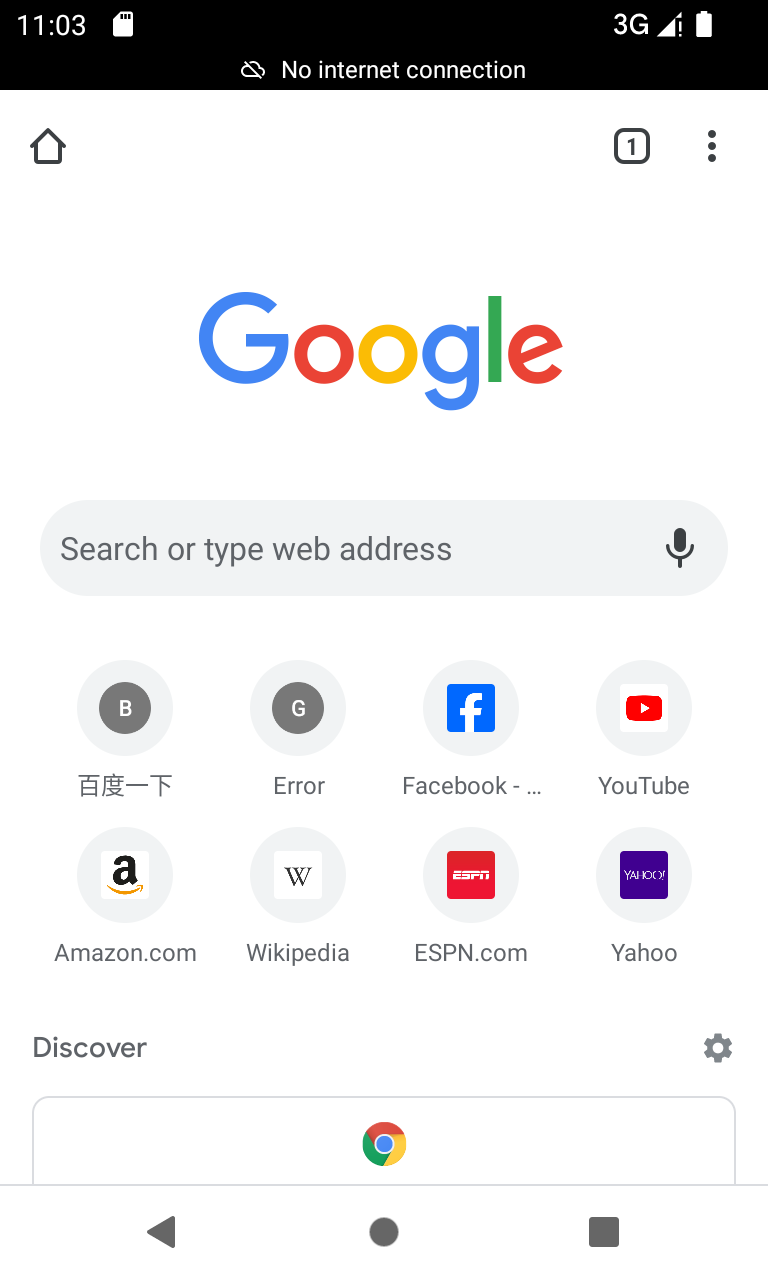 11:03
3G
No internet connection
1
Google
Search or type web address
B
G
百度一下
Error
Facebook - ...
YouTube
a
W
ESPN
YAHOO!
Amazon.com
Wikipedia
ESPN.com
Yahoo
Discover